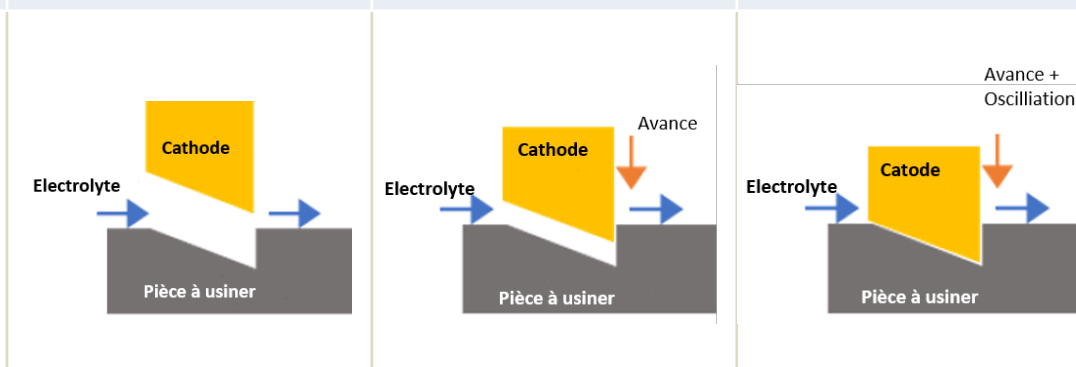 Cathode
Electrolyte
Pièce à usiner
Avance
Cathode
Electrolyte
Pièce à usiner
Avance +
Oscilliation
Catode
Electrolyte
Pièce à usiner